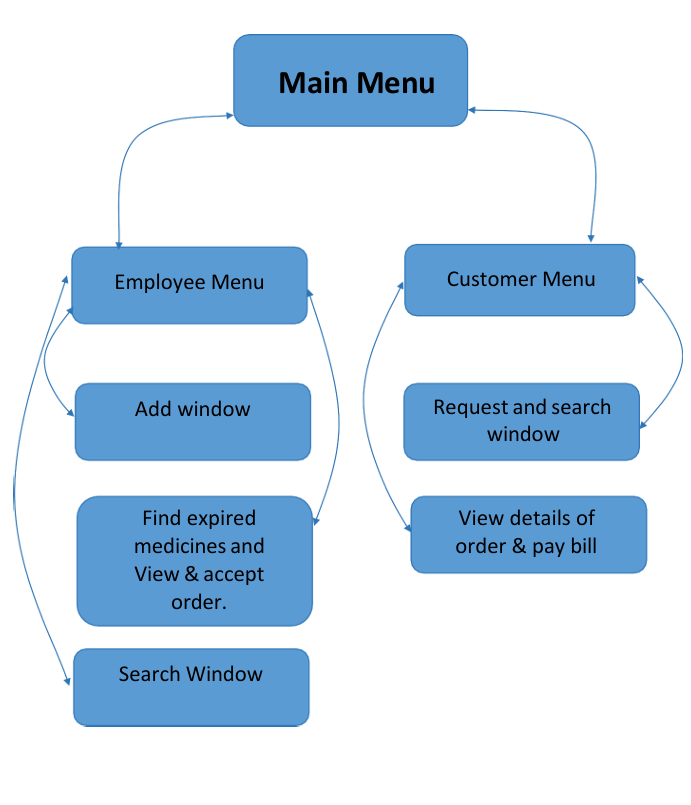 Main Menu
Employee Menu
Customer Menu
Add window
Request and search
window
Find expired
medicines and
View & accept
order.
View details of
order & pay bill
Search Window